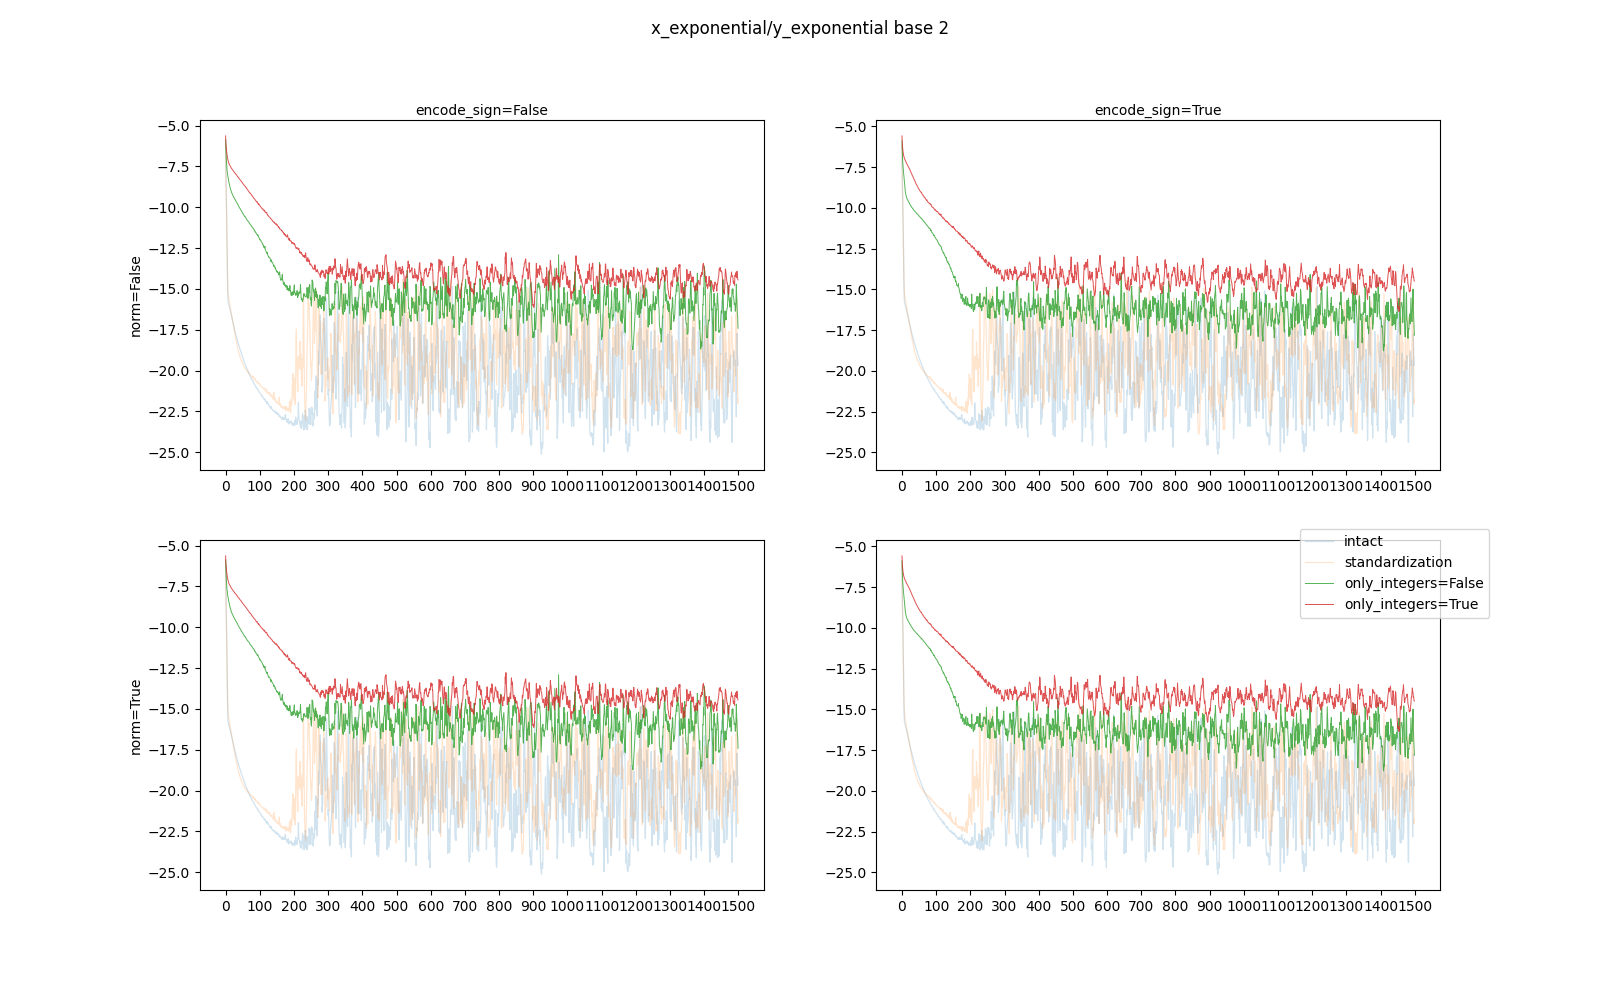 x_exponential/y_exponential base 2
encode_sign=False
encode_sign=True
norm=False
−5.0
−7.5
−10.0
−12.5
−15.0
−17.5
−20.0
−22.5
−25.0
0 100 200 300 400 500 600 700 800 900 1000 1100 1200 1300 1400 1500
−5.0
−7.5
−10.0
−12.5
−15.0
−17.5
−20.0
−22.5
−25.0
0 100 200 300 400 500 600 700 800 900 1000 1100 1200 1300 1400 1500
norm=True
−5.0
−7.5
−10.0
−12.5
−15.0
−17.5
−20.0
−22.5
−25.0
0 100 200 300 400 500 600 700 800 900 1000 1100 1200 1300 1400 1500
−5.0
−7.5
−10.0
−12.5
−15.0
−17.5
−20.0
−22.5
−25.0
0 100 200 300 400 500 600 700 800 900 1000 1100 1200 1300 1400 1500
intact
standardization
only_integers=False
only_integers=True